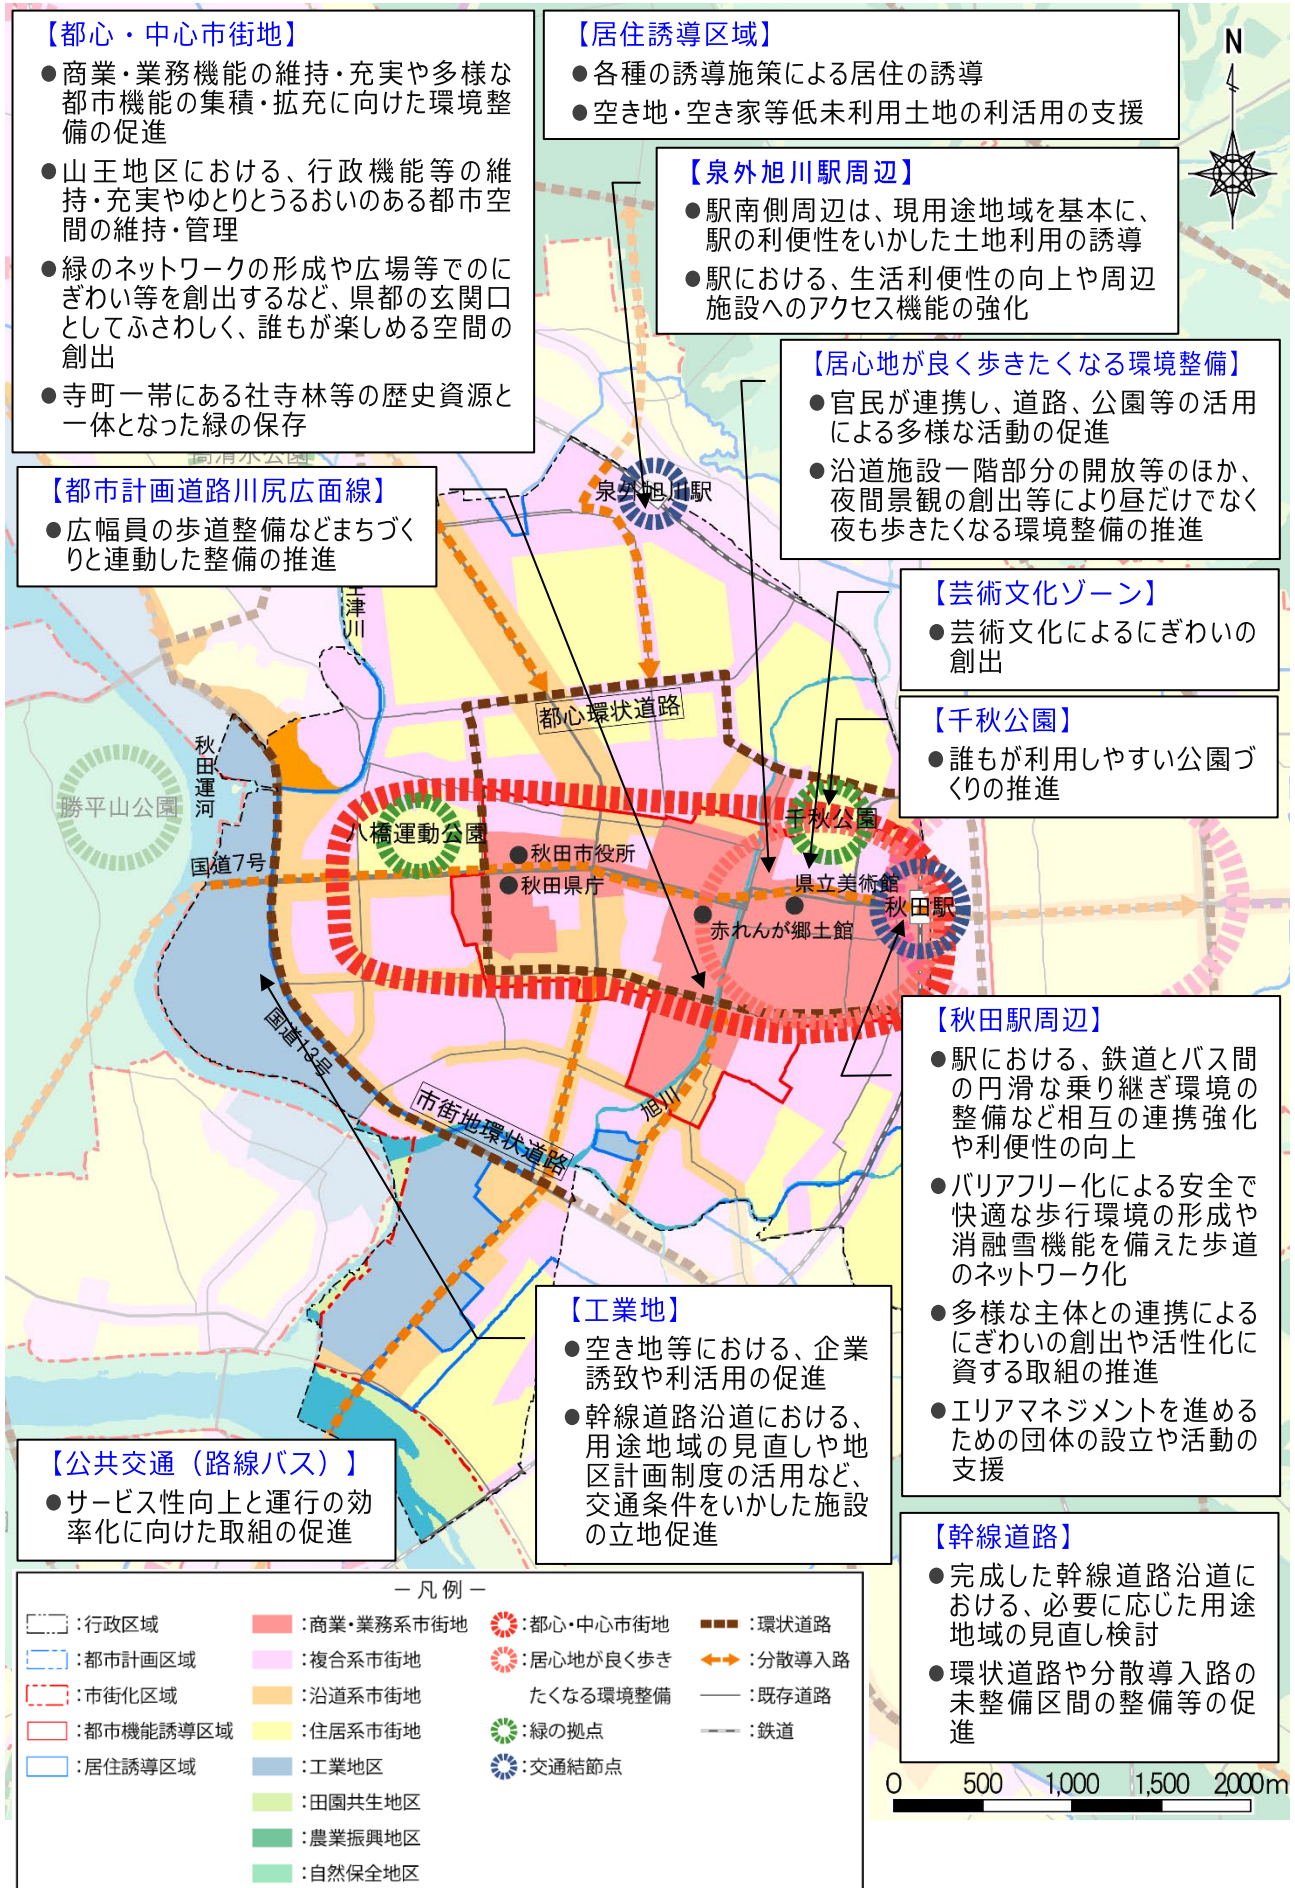 【都心・中心市街地】
●商業・業務機能の維持・充実や多様な
都市機能の集積・拡充に向けた環境整
備の促進
●山王地区における、行政機能等の維
持・充実やゆとりとうるおいのある都市空
間の維持・管理
●緑のネットワークの形成や広場等でのに
ぎわい等を創出するなど、県都の玄関口
としてふさわしく、誰もが楽しめる空間の
創出
●寺町一帯にある社寺林等の歴史資源と
一体となった緑の保存
【居住誘導区域】
●各種の誘導施策による居住の誘導
●空き地・空き家等低未利用土地の利活用の支援
N
【泉外旭川駅周辺】
●駅南側周辺は、現用途地域を基本に、
駅の利便性をいかした土地利用の誘導
●駅における、生活利便性の向上や周辺
施設へのアクセス機能の強化
【居心地が良く歩きたくなる環境整備】
●官民が連携し、道路、公園等の活用
による多様な活動の促進
●沿道施設一階部分の開放等のほか、
夜間景観の創出等により昼だけでなく
夜も歩きたくなる環境整備の推進
高清水公園
【都市計画道路川尻広面線】
●広幅員の歩道整備などまちづく
りと連動した整備の推進
泉外旭川駅
【芸術文化ゾーン】
●芸術文化によるにぎわいの
創出
津川
都心環状道路
【千秋公園】
●誰もが利用しやすい公園づ
くりの推進
秋田運河
勝平山公園
八橋運動公園
千秋公園
国道7号
秋田市役所
秋田県庁
県立美術館
秋田駅
赤れんが郷土館
国道13号
市街地環状道路
旭川
【秋田駅周辺】
●駅における、鉄道とバス間
の円滑な乗り継ぎ環境の
整備など相互の連携強化
や利便性の向上
●バリアフリー化による安全で
快適な歩行環境の形成や
消融雪機能を備えた歩道
のネットワーク化
●多様な主体との連携による
にぎわいの創出や活性化に
資する取組の推進
●エリアマネジメントを進める
ための団体の設立や活動の
支援
【工業地】
●空き地等における、企業
誘致や利活用の促進
●幹線道路沿道における、
用途地域の見直しや地
区計画制度の活用など、
交通条件をいかした施設
の立地促進
【公共交通（路線バス）】
●サービス性向上と運行の効
率化に向けた取組の促進
【幹線道路】
●完成した幹線道路沿道に
おける、必要に応じた用途
地域の見直し検討
●環状道路や分散導入路の
未整備区間の整備等の促
進
－凡例－
：行政区域
：都市計画区域
：市街化区域
：都市機能誘導区域
：居住誘導区域
：商業・業務系市街地
：複合系市街地
：沿道系市街地
：住居系市街地
：工業地区
：田園共生地区
：農業振興地区
：自然保全地区
：都心・中心市街地
：居心地が良く歩き
たくなる環境整備
：緑の拠点
：交通結節点
：環状道路
：分散導入路
：既存道路
：鉄道
0 500 1,000 1,500 2,000m